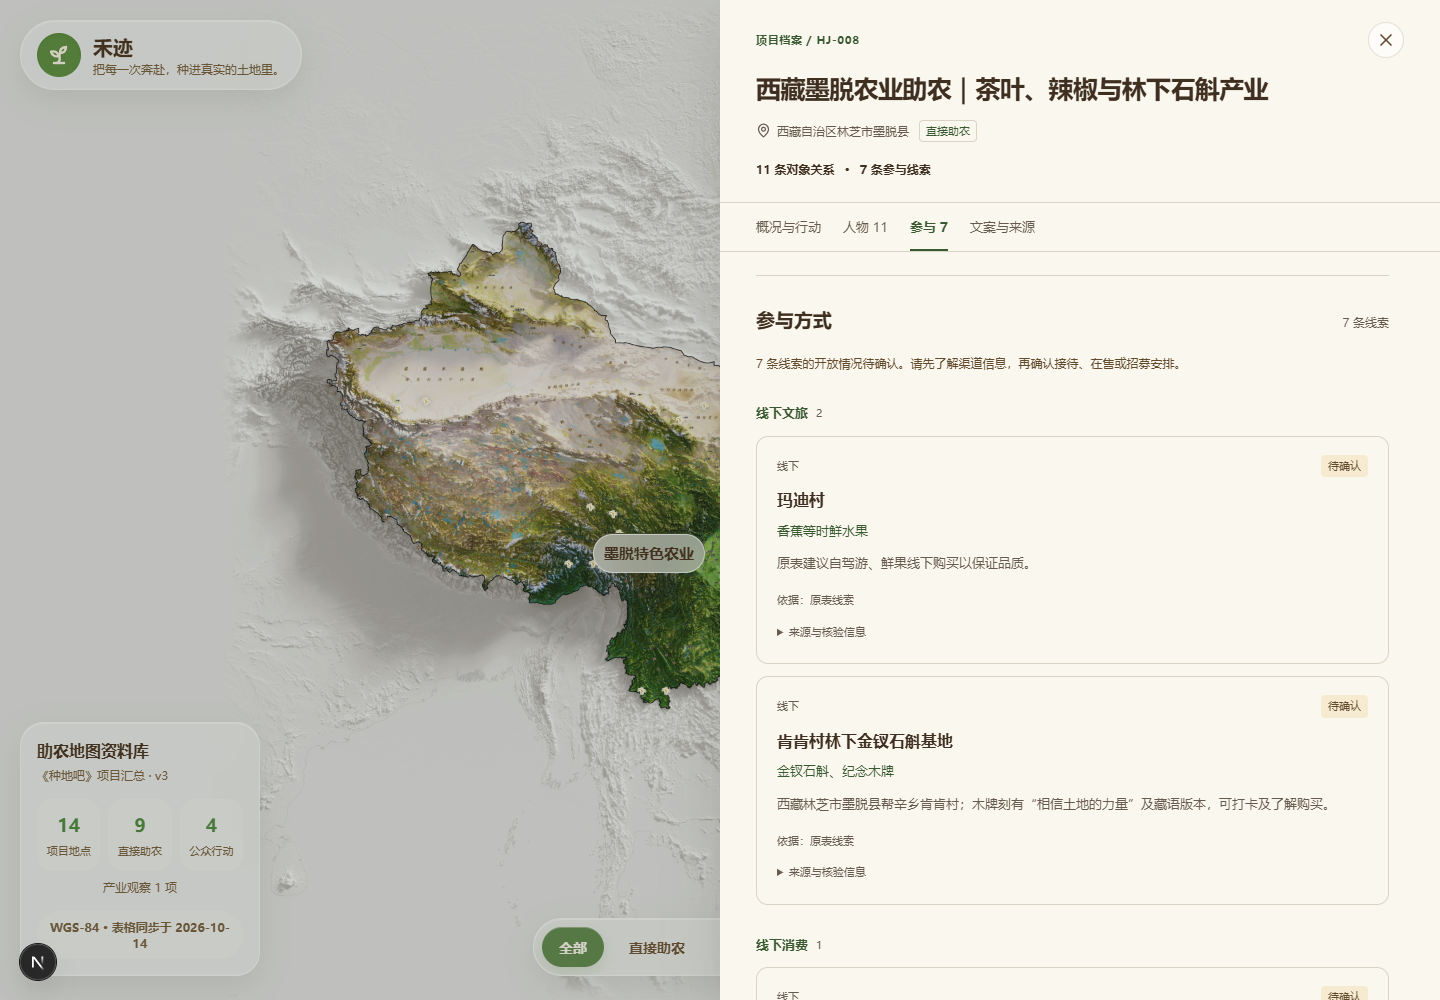 禾迹
把每一次奔赴，种进真实的土地里。
墨脱特色农业
助农地图资料库
《种地吧》项目汇总 · v3
14
项目地点
9
直接助农
4
公众行动
产业观察 1 项
WGS-84 • 表格同步于 2026-10-
14
N
全部
直接助农
项目档案 / HJ-008
西藏墨脱农业助农｜茶叶、辣椒与林下石斛产业
西藏自治区林芝市墨脱县
直接助农
11 条对象关系 • 7 条参与线索
概况与行动
人物 11
参与 7
文案与来源
参与方式
7 条线索
7 条线索的开放情况待确认。请先了解渠道信息，再确认接待、在售或招募安排。
线下文旅 2
线下
待确认
玛迪村
香蕉等时鲜水果
原表建议自驾游、鲜果线下购买以保证品质。
依据：原表线索
▶ 来源与核验信息
线下
待确认
肯肯村林下金钗石斛基地
金钗石斛、纪念木牌
西藏林芝市墨脱县帮辛乡肯肯村；木牌刻有“相信土地的力量”及藏语版本，可打卡及了解购买。
依据：原表线索
▶ 来源与核验信息
线下消费 1
线下
待确认